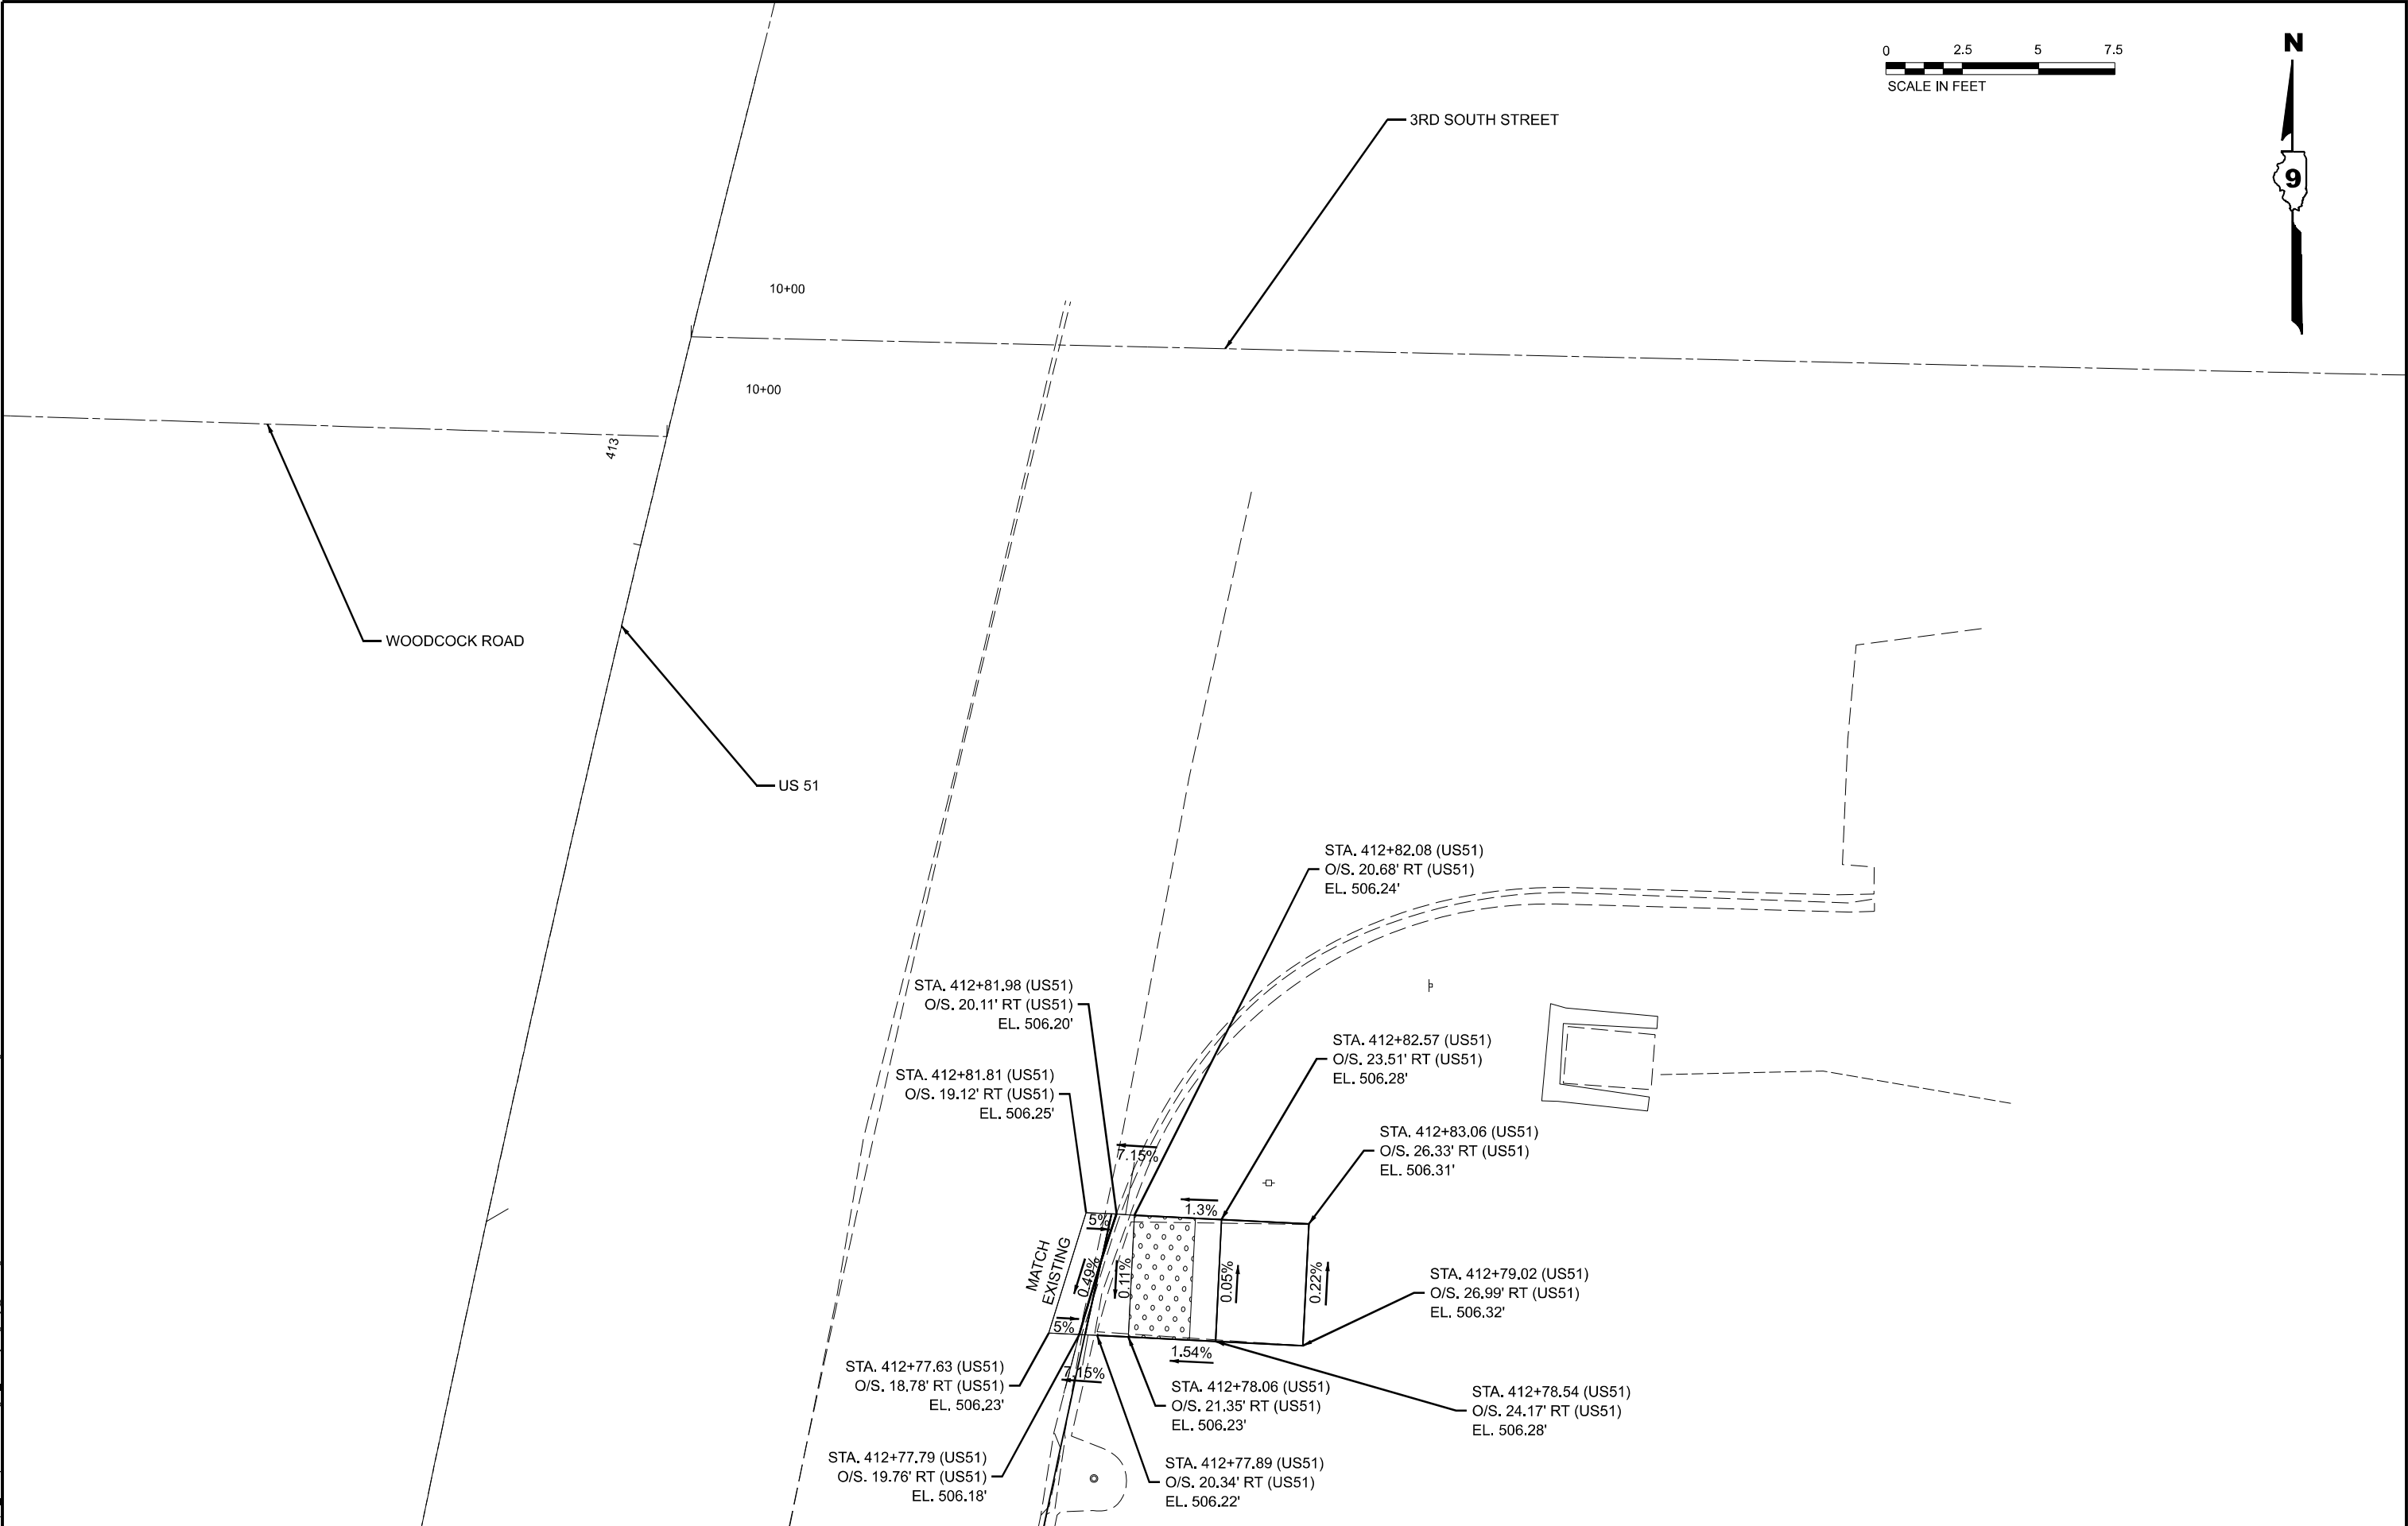 0 2.5 5 7.5
SCALE IN FEET
N
9
3RD SOUTH STREET
10+00
10+00
413
WOODCOCK ROAD
US 51
STA. 412+82.08 (US51)
O/S. 20.68' RT (US51)
EL. 506.24'
STA. 412+81.98 (US51)
O/S. 20.11' RT (US51)
EL. 506.20'
STA. 412+82.57 (US51)
O/S. 23.51' RT (US51)
EL. 506.28'
STA. 412+81.81 (US51)
O/S. 19.12' RT (US51)
EL. 506.25'
STA. 412+83.06 (US51)
O/S. 26.33' RT (US51)
EL. 506.31'
7.15%
1.3%
5%
MATCH
EXISTING
0.49%
0.11%
0.05%
0.22%
STA. 412+79.02 (US51)
O/S. 26.99' RT (US51)
EL. 506.32'
5%
1.54%
7.15%
STA. 412+77.63 (US51)
O/S. 18.78' RT (US51)
EL. 506.23'
STA. 412+78.06 (US51)
O/S. 21.35' RT (US51)
EL. 506.23'
STA. 412+78.54 (US51)
O/S. 24.17' RT (US51)
EL. 506.28'
STA. 412+77.79 (US51)
O/S. 19.76' RT (US51)
EL. 506.18'
STA. 412+77.89 (US51)
O/S. 20.34' RT (US51)
EL. 506.22'